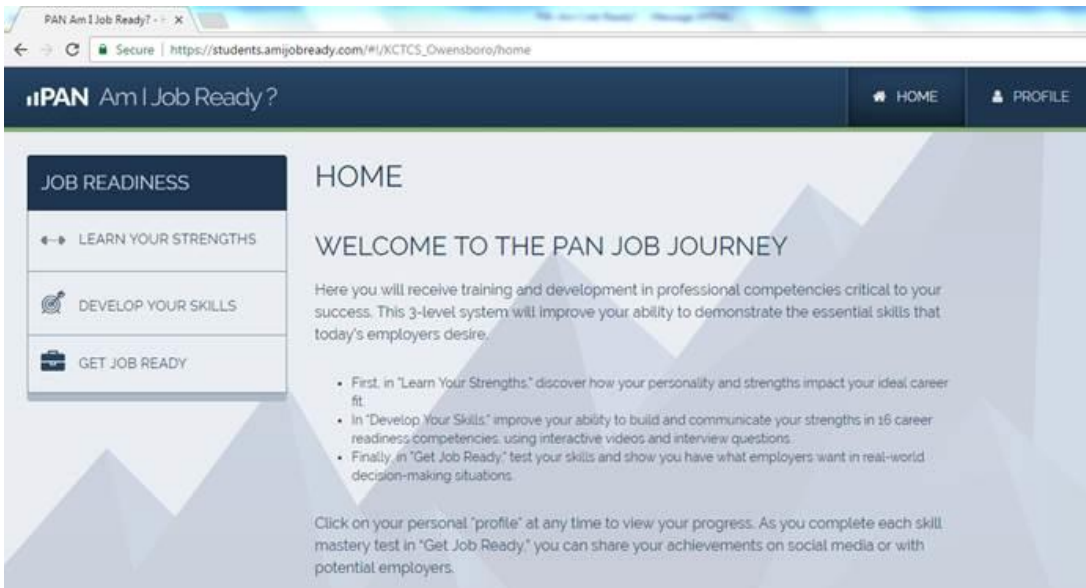 PAN Am I Job Ready? -
Secure | https://students.amijobready.com/#!/KCTCS_Owensboro/home
PAN Am I Job Ready?
HOME
PROFILE
JOB READINESS
LEARN YOUR STRENGTHS
DEVELOP YOUR SKILLS
GET JOB READY
HOME
WELCOME TO THE PAN JOB JOURNEY
Here you will receive training and development in professional competencies critical to your
success. This 3-level system will improve your ability to demonstrate the essential skills that
today's employers desire.
• First, in "Learn Your Strengths," discover how your personality and strengths impact your ideal career
fit.
• In "Develop Your Skills," improve your ability to build and communicate your strengths in 16 career
readiness competencies, using interactive videos and interview questions.
• Finally, in "Get Job Ready," test your skills and show you have what employers want in real-world
decision-making situations.
Click on your personal "profile" at any time to view your progress. As you complete each skill
mastery test in "Get Job Ready," you can share your achievements on social media or with
potential employers.